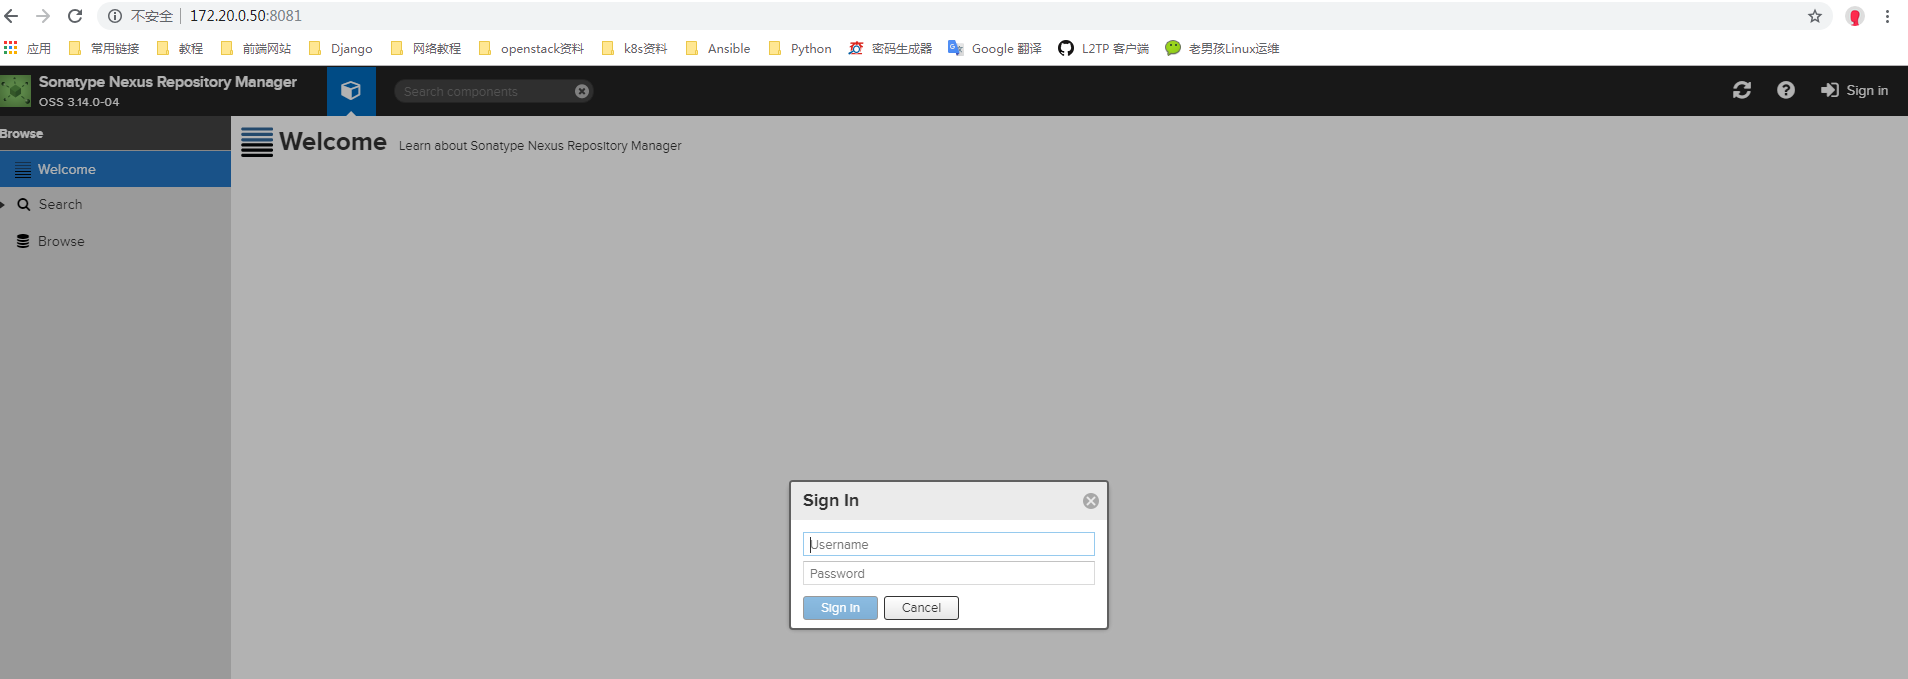 不安全 172.20.0.50:8081
应用 常用链接 教程 前端网站 Django 网络教程 openstack资料 k8s资料 Ansible Python 密码生成器 Google 翻译 L2TP 客户端 老男孩Linux运维
Sonatype Nexus Repository Manager
OSS 3.14.0-04
Search components
Sign in
Browse
Welcome
Search
Browse
Welcome Learn about Sonatype Nexus Repository Manager
Sign In
Username
Password
Sign in
Cancel